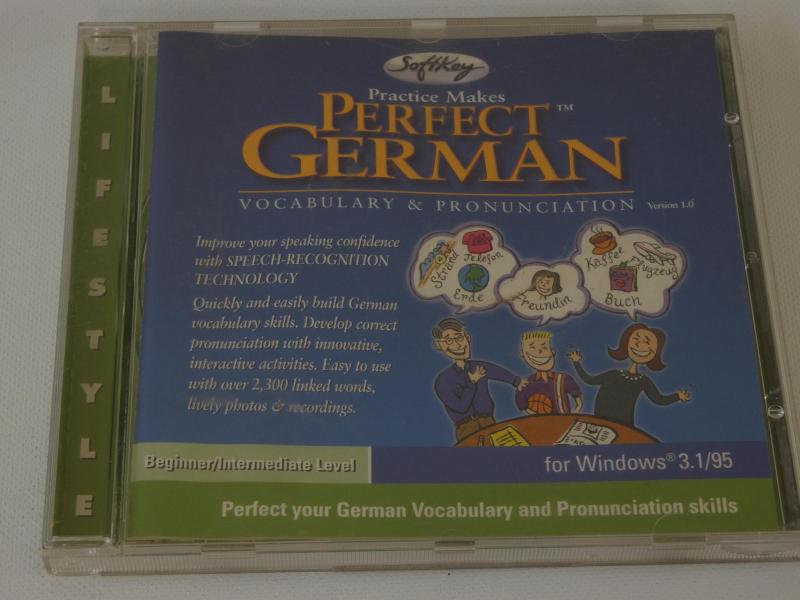 LIFESTYLE
SoftKey
Practice Makes
PERFECT™
GERMAN
VOCABULARY & PRONUNCIATION Version 1.0
Improve your speaking confidence
with SPEECH-RECOGNITION
TECHNOLOGY
Quickly and easily build German
vocabulary skills. Develop correct
pronunciation with innovative,
interactive activities. Easy to use
with over 2,300 linked words,
lively photos & recordings.
Strand
Telefon
Erde
Freundin
Kaffee
Flugzeug
Buch
Beginner/Intermediate Level
for Windows® 3.1/95
Perfect your German Vocabulary and Pronunciation skills